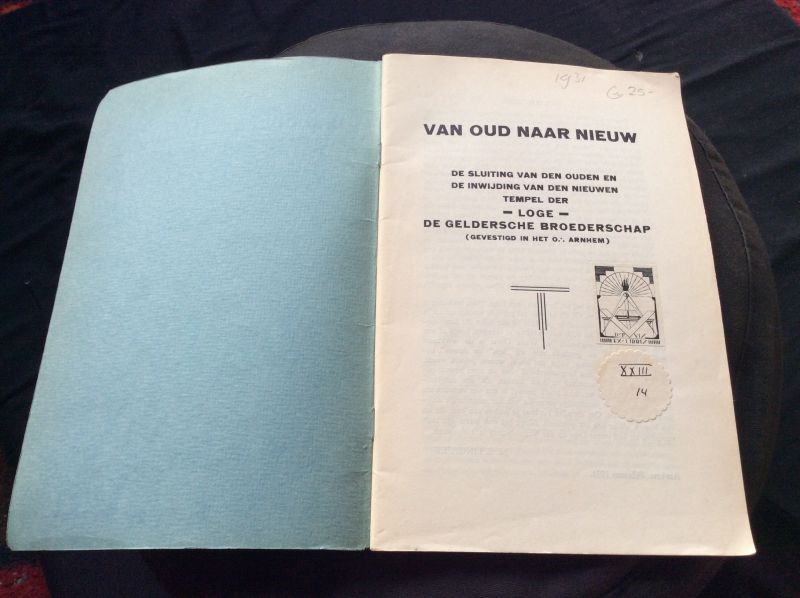 1931
25-
VAN OUD NAAR NIEUW
DE SLUITING VAN DEN OUDEN EN
DE INWIJDING VAN DEN NIEUWEN
TEMPEL DER
— LOGE —
DE GELDERSCHE BROEDERSCHAP
(GEVESTIGD IN HET O∴ ARNHEM)
XXIII
14